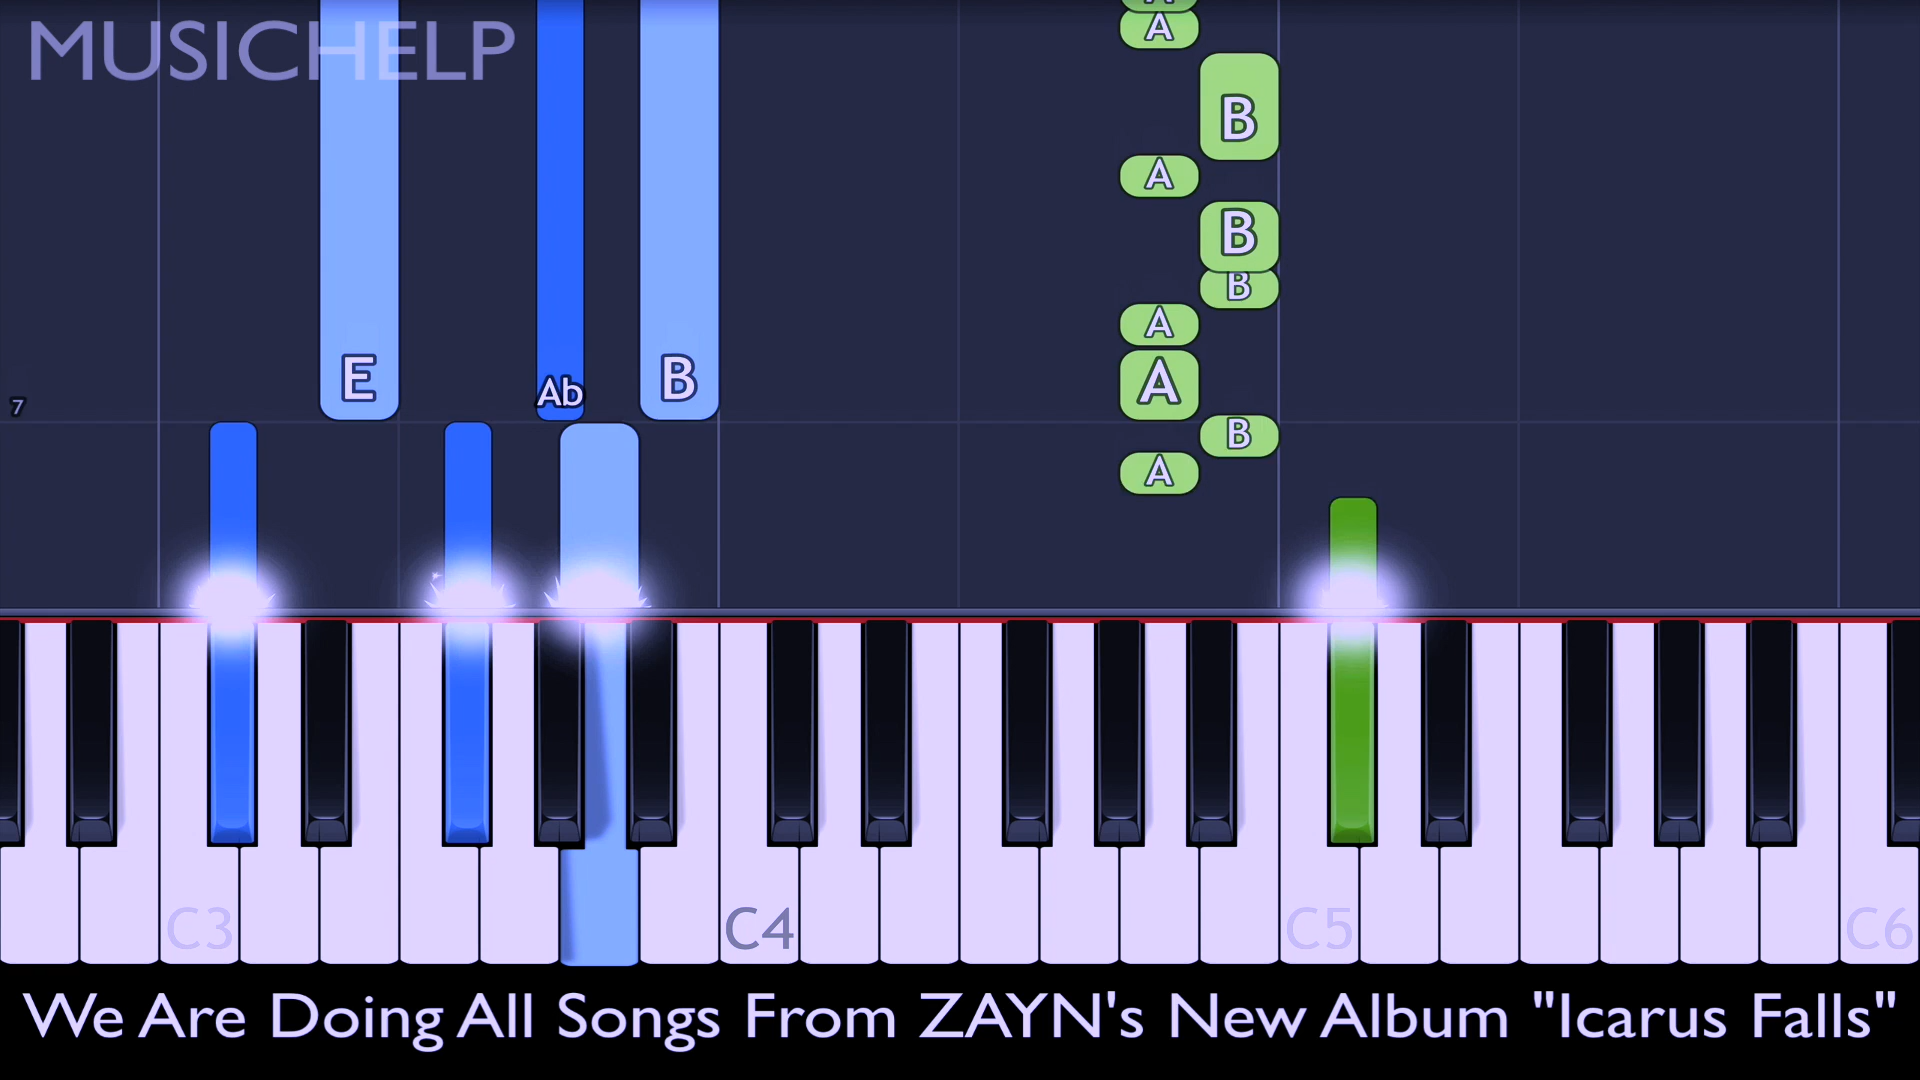 MUSICHELP
A
B
A
B
B
A
E
Ab
B
A
7
B
A
C3
C4
C5
C6
We Are Doing All Songs From ZAYN's New Album "Icarus Falls"